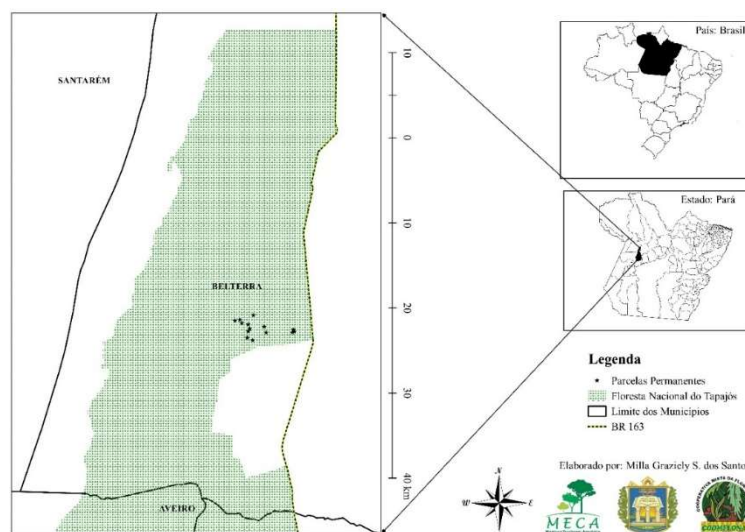 SANTARÉM
BELTERRA
AVEIRO
10
0
10
20
30
40 km
País: Brasil
Estado: Pará
Legenda
Parcelas Permanentes
Floresta Nacional do Tapajós
Limite dos Municípios
BR 163
Elaborado por: Milla Graziely S. dos Santo
N
W
E
S
MECA